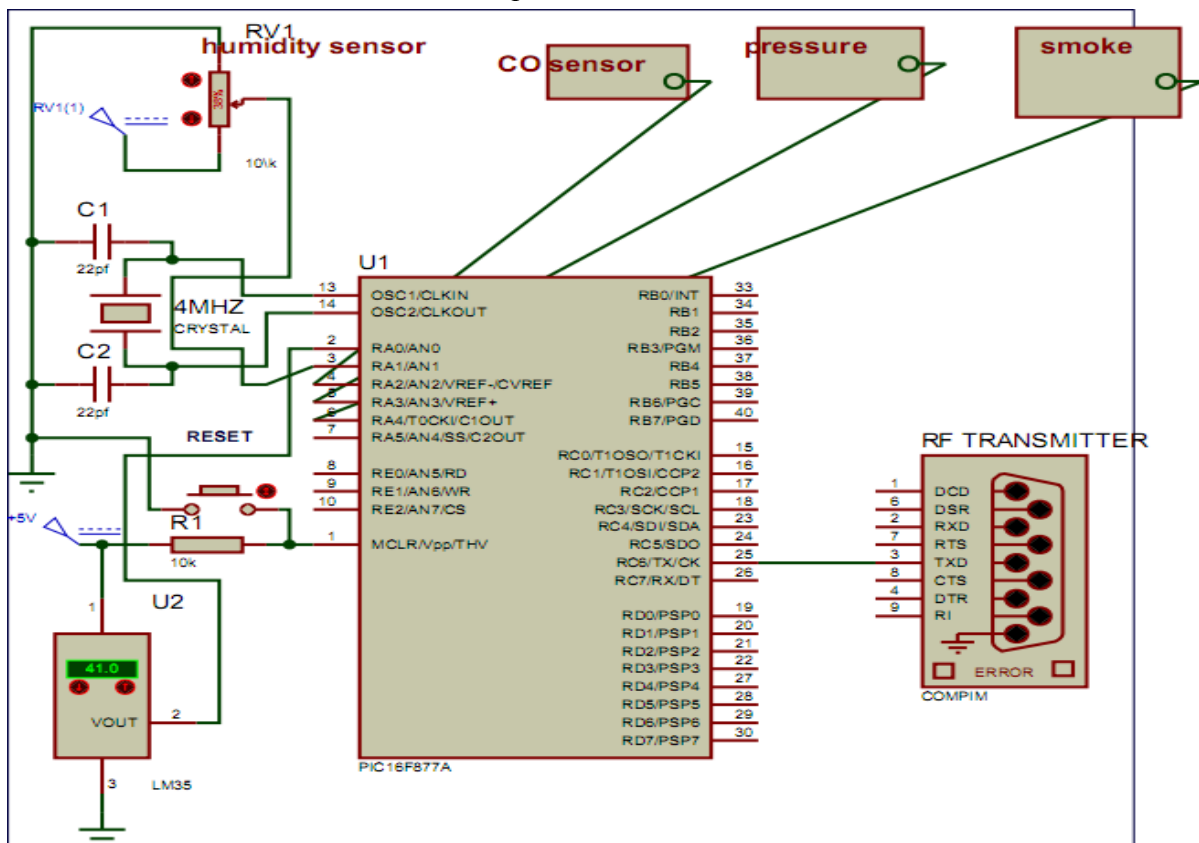 RV1
humidity sensor
CO sensor
pressure
smoke
RV1(1)
10\k
C1
22pf
4MHZ
CRYSTAL
C2
22pf
RESET
+5V
R1
10k
U2
1
41.0
VOUT
2
3
LM35
U1
13 OSC1/CLKIN
14 OSC2/CLKOUT
2 RA0/AN0
3 RA1/AN1
4 RA2/AN2/VREF-/CVREF
5 RA3/AN3/VREF+
6 RA4/T0CKI/C1OUT
7 RA5/AN4/SS/C2OUT
8 RE0/AN5/RD
9 RE1/AN6/WR
10 RE2/AN7/CS
1 MCLR/Vpp/THV
RB0/INT 33
RB1 34
RB2 35
RB3/PGM 36
RB4 37
RB5 38
RB6/PGC 39
RB7/PGD 40
RC0/T1OSO/T1CKI 15
RC1/T1OSI/CCP2 16
RC2/CCP1 17
RC3/SCK/SCL 18
RC4/SDI/SDA 23
RC5/SDO 24
RC6/TX/CK 25
RC7/RX/DT 26
RD0/PSP0 19
RD1/PSP1 20
RD2/PSP2 21
RD3/PSP3 22
RD4/PSP4 27
RD5/PSP5 28
RD6/PSP6 29
RD7/PSP7 30
PIC16F877A
RF TRANSMITTER
1 DCD
6 DSR
2 RXD
7 RTS
3 TXD
8 CTS
4 DTR
9 RI
ERROR
COMPIM